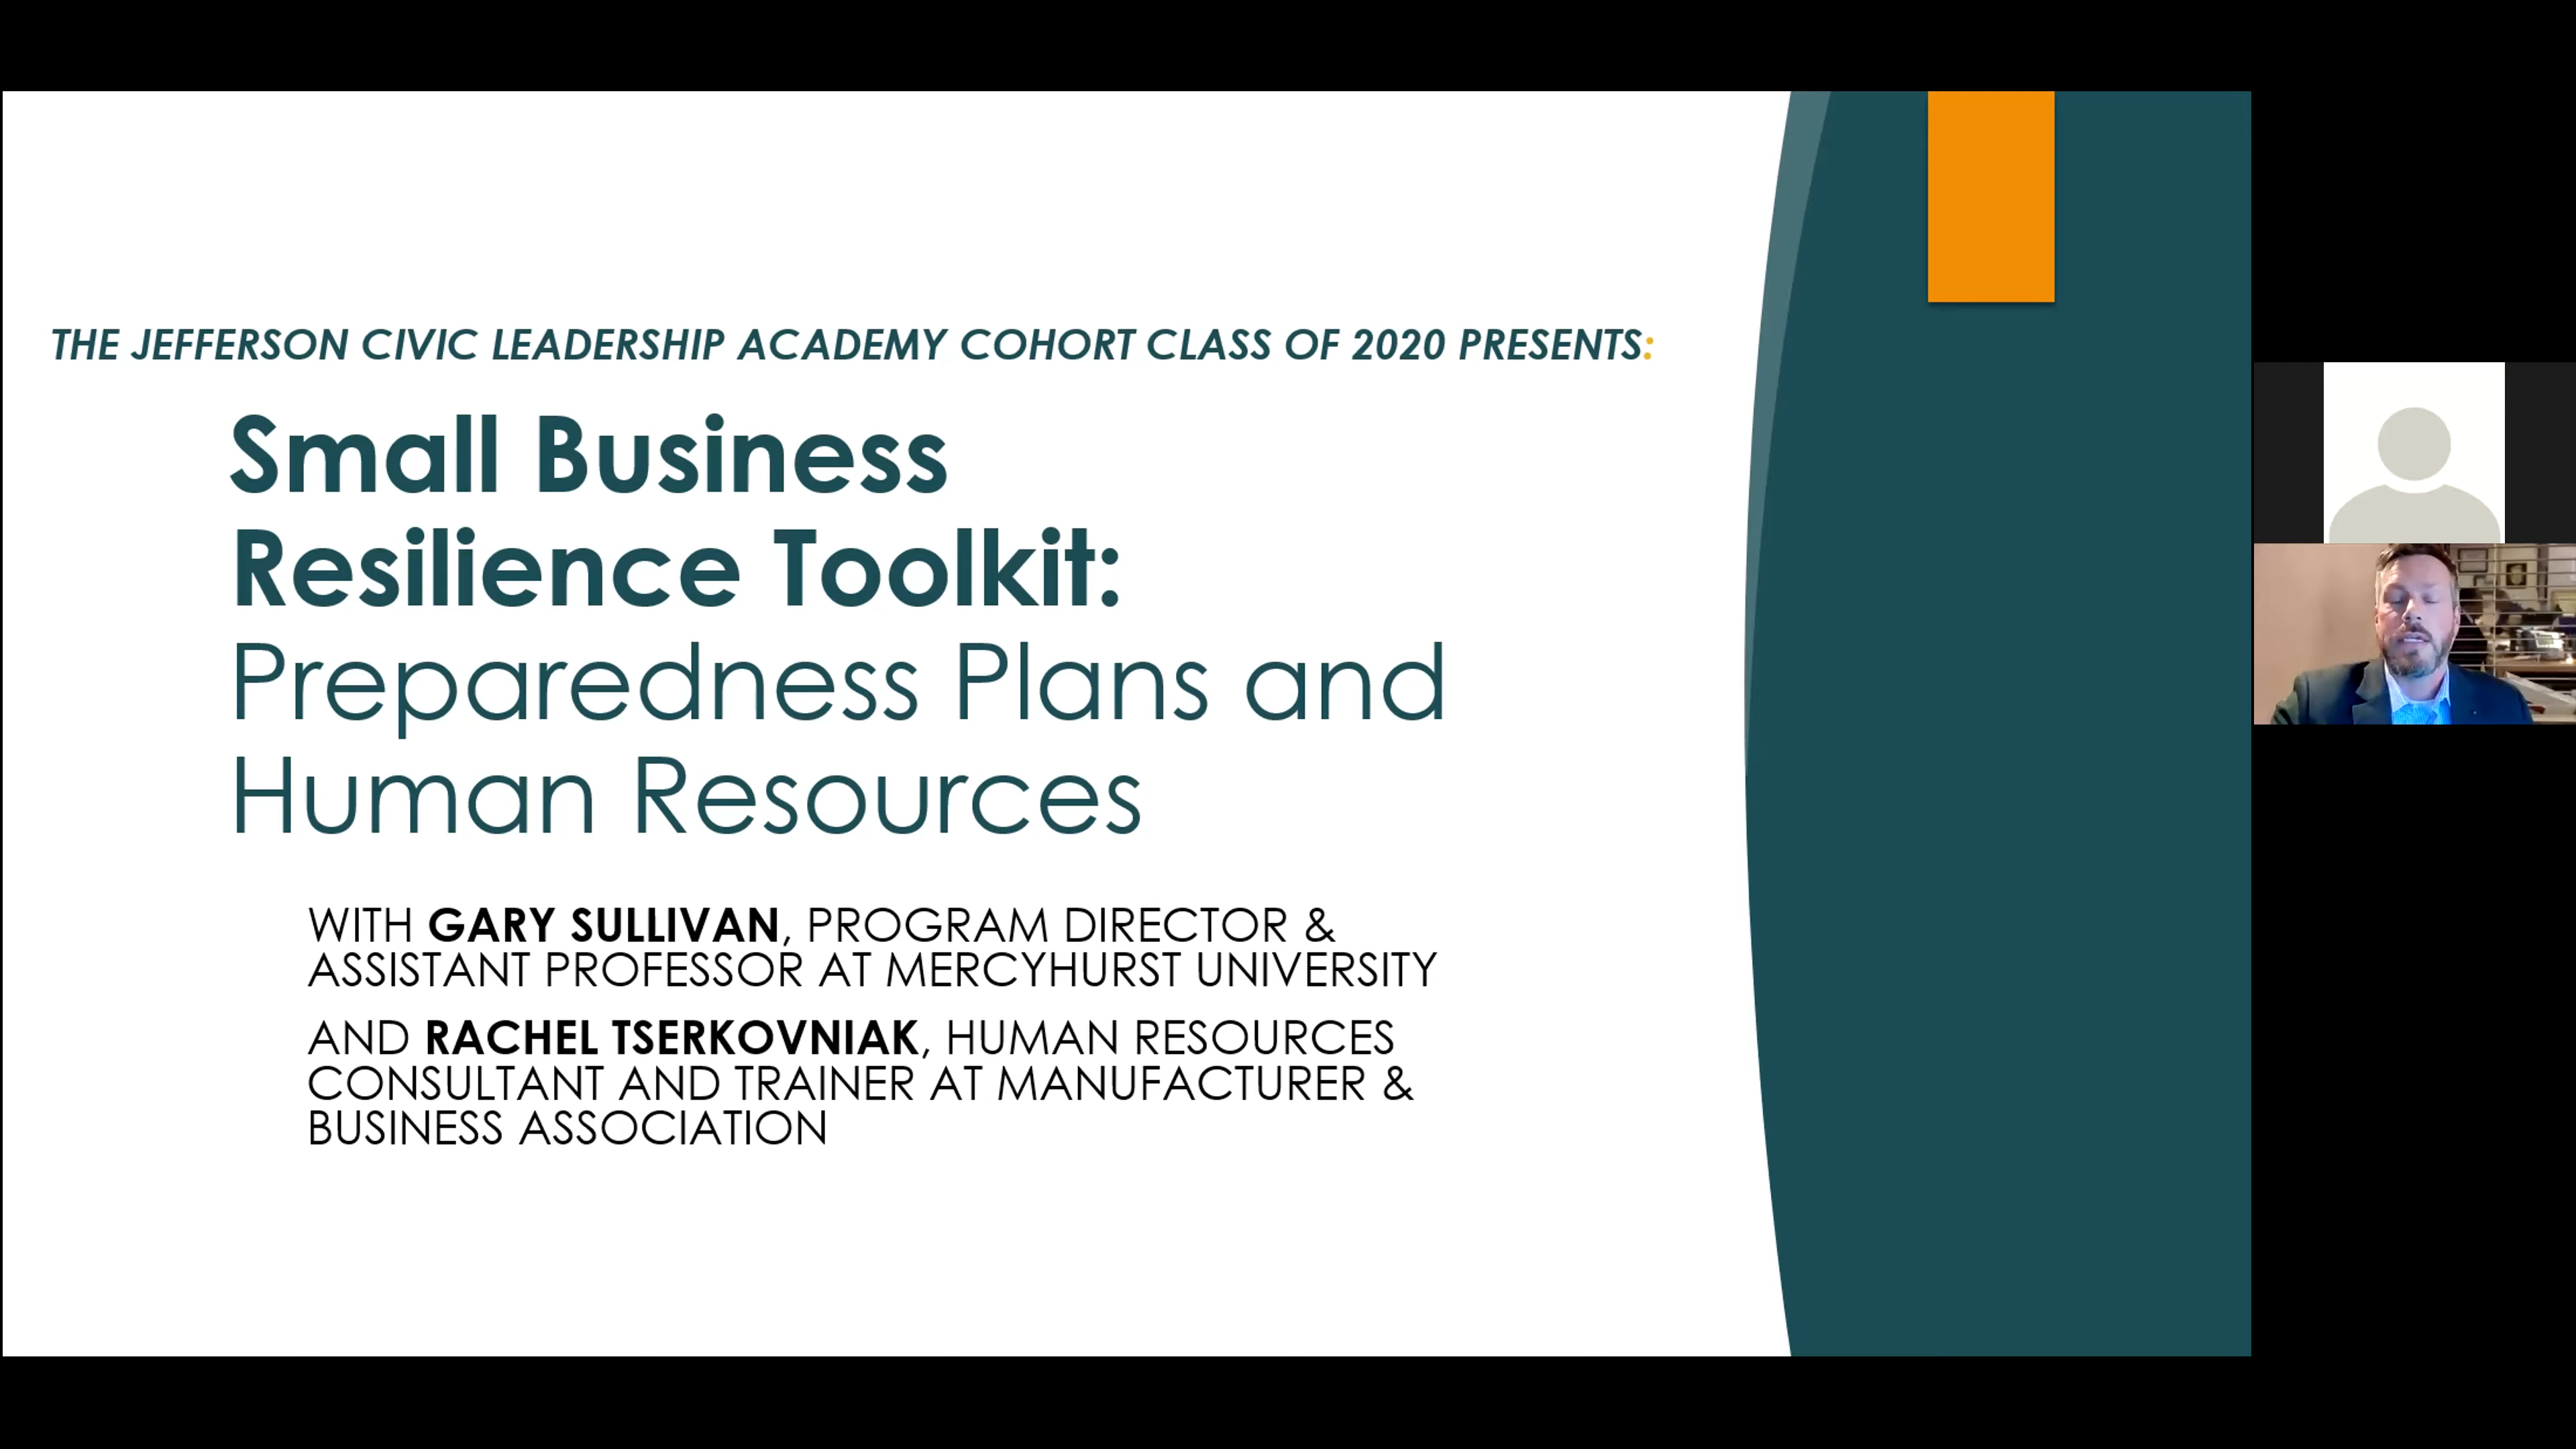 THE JEFFERSON CIVIC LEADERSHIP ACADEMY COHORT CLASS OF 2020 PRESENTS:
Small Business
Resilience Toolkit:
Preparedness Plans and
Human Resources
WITH GARY SULLIVAN, PROGRAM DIRECTOR &
ASSISTANT PROFESSOR AT MERCYHURST UNIVERSITY
AND RACHEL TSERKOVNIAK, HUMAN RESOURCES
CONSULTANT AND TRAINER AT MANUFACTURER &
BUSINESS ASSOCIATION